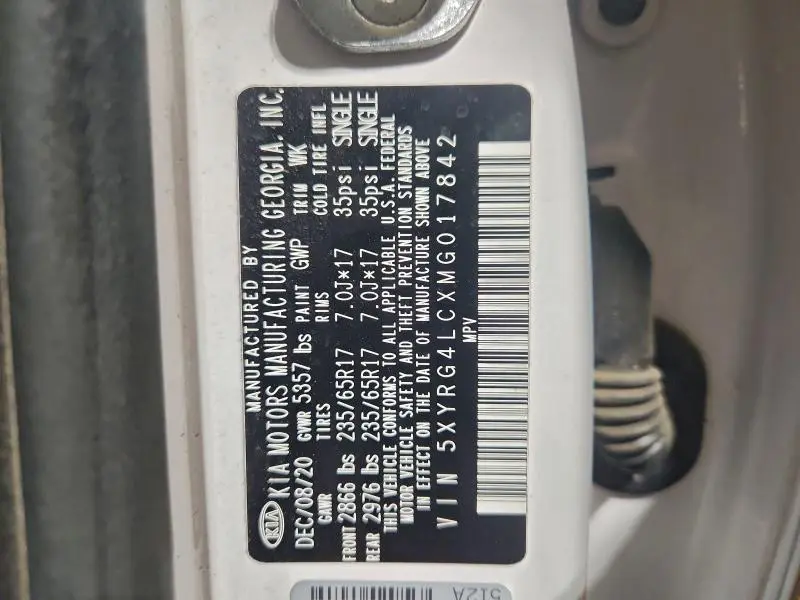 MANUFACTURED BY
KIA KIA MOTORS MANUFACTURING GEORGIA, INC.
DEC/08/20 GVWR 5357 lbs PAINT GWP TRIM WK
GAWR TIRES RIMS COLD TIRE INFL
FRONT 2866 lbs 235/65R17 7.0J*17 35psi SINGLE
REAR 2976 lbs 235/65R17 7.0J*17 35psi SINGLE
THIS VEHICLE CONFORMS TO ALL APPLICABLE U.S.A. FEDERAL
MOTOR VEHICLE SAFETY AND THEFT PREVENTION STANDARDS
IN EFFECT ON THE DATE OF MANUFACTURE SHOWN ABOVE
VIN 5XYRG4LCXMG017842
MPV
512A